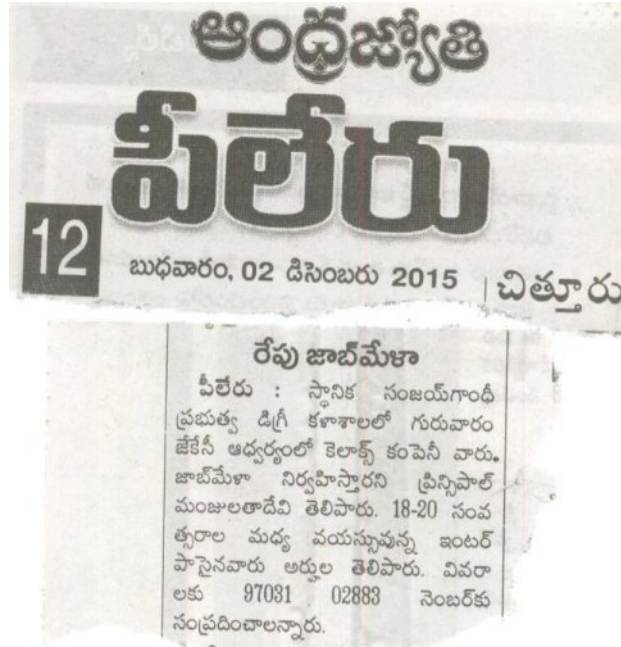 ఆంధ్రజ్యోతి
పీలేరు
12
బుధవారం, 02 డిసెంబరు 2015 | చిత్తూరు
రేపు జాబ్‌మేళా
పీలేరు : స్థానిక సంజయ్‌గాంధీ
ప్రభుత్వ డిగ్రీ కళాశాలలో గురువారం
జేకేసీ ఆధ్వర్యంలో కెలాక్స్ కంపెనీ వారు.
జాబ్‌మేళా నిర్వహిస్తారని ప్రిన్సిపాల్
మంజులతాదేవి తెలిపారు. 18-20 సంవ
త్సరాల మధ్య వయస్సువున్న ఇంటర్
పాసైనవారు అర్హుల తెలిపారు. వివరా
లకు 97031 02883 నెంబర్‌కు
సంప్రదించాలన్నారు.